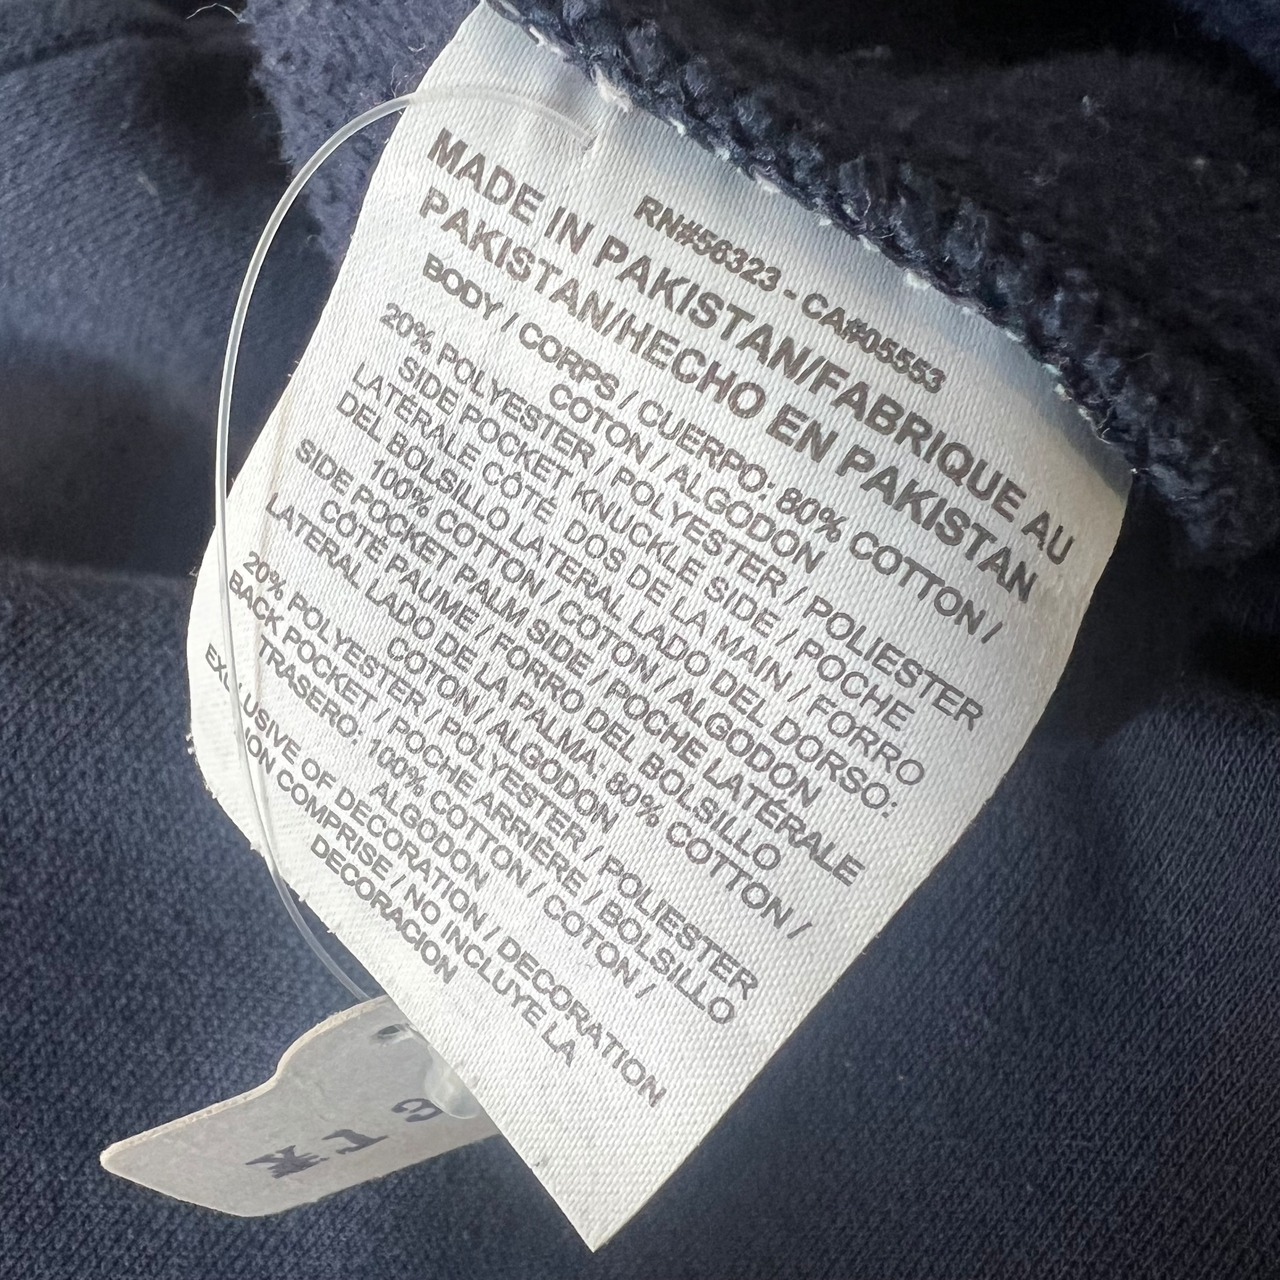 RN#56323 - CA#05553
MADE IN PAKISTAN/FABRIQUE AU
PAKISTAN/HECHO EN PAKISTAN
BODY / CORPS / CUERPO: 80% COTTON /
COTON / ALGODON
20% POLYESTER / POLYESTER / POLIESTER
SIDE POCKET KNUCKLE SIDE / POCHE
LATÉRALE CÔTÉ DOS DE LA MAIN / FORRO
DEL BOLSILLO LATERAL LADO DEL DORSO:
100% COTTON / COTON / ALGODON
SIDE POCKET PALM SIDE / POCHE LATÉRALE
CÔTÉ PAUME / FORRO DEL BOLSILLO
LATERAL LADO DE LA PALMA: 80% COTTON /
COTON / ALGODON
20% POLYESTER / POLYESTER / POLIESTER
BACK POCKET / POCHE ARRIÈRE / BOLSILLO
TRASERO: 100% COTTON / COTON /
ALGODON
EXCLUSIVE OF DECORATION / DECORATION
NON COMPRISE / NO INCLUYE LA
DECORACION